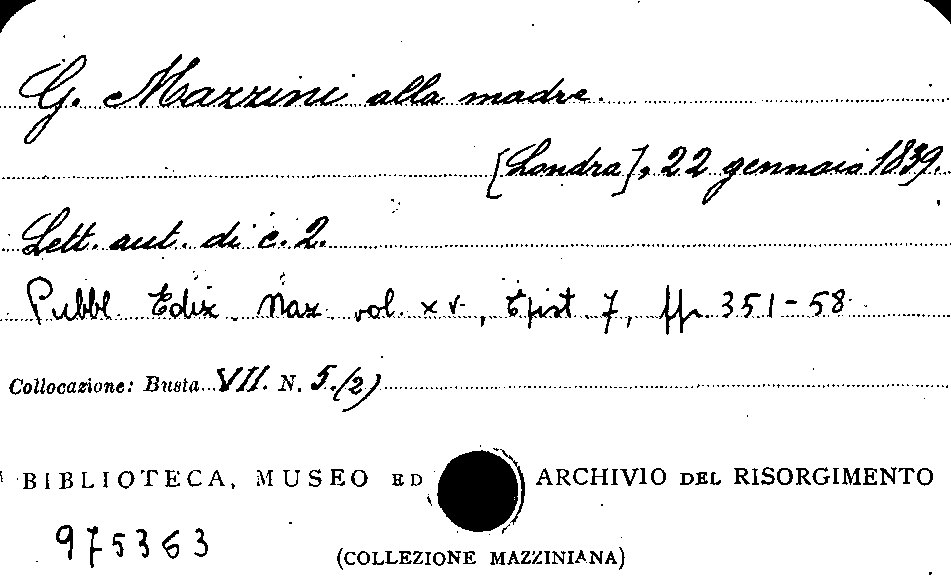 G. Mazzini alla madre.
[Londra], 22 gennaio 1839.
Lett. aut. di c. 2.
Pubbl. Ediz. Naz. vol. XV, Epist. 7, pp. 351-58
Collocazione: Busta VII. N. 5.(2)
BIBLIOTECA, MUSEO ED ARCHIVIO DEL RISORGIMENTO
975363
(COLLEZIONE MAZZINIANA)